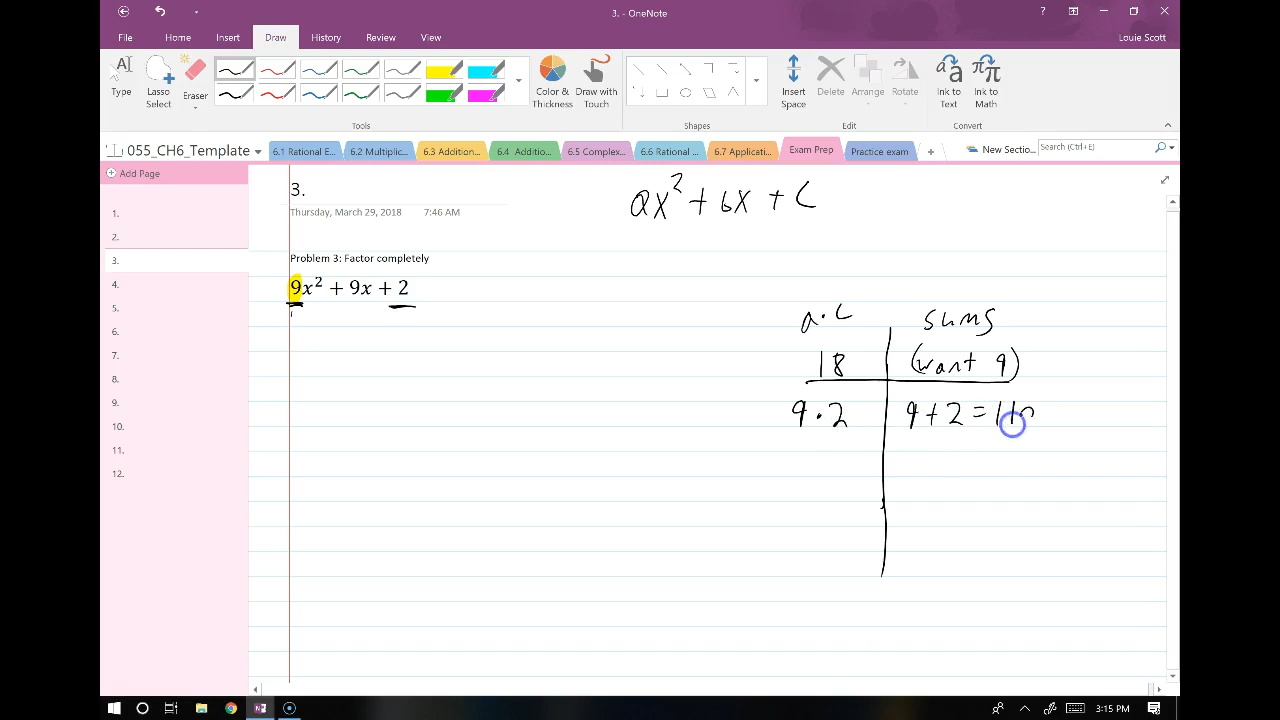 3. - OneNote
?
File
Home
Insert
Draw
History
Review
View
Louie Scott
Type
Lasso Select
Eraser
Color & Thickness
Draw with Touch
Insert Space
Delete
Arrange
Rotate
Ink to Text
Ink to Math
Tools
Shapes
Edit
Convert
055_CH6_Template
6.1 Rational E...
6.2 Multiplic...
6.3 Addition...
6.4 Additio...
6.5 Complex...
6.6 Rational ...
6.7 Applicati...
Exam Prep
Practice exam
+
New Sectio...
Search (Ctrl+E)
Add Page
1.
2.
3.
4.
5.
6.
7.
8.
9.
10.
11.
12.
3.
Thursday, March 29, 2018 7:46 AM
ax² + bx + c
Problem 3: Factor completely
9x² + 9x + 2
a·c sums
18 (want 9)
9·2 9 + 2 = 11
3:15 PM